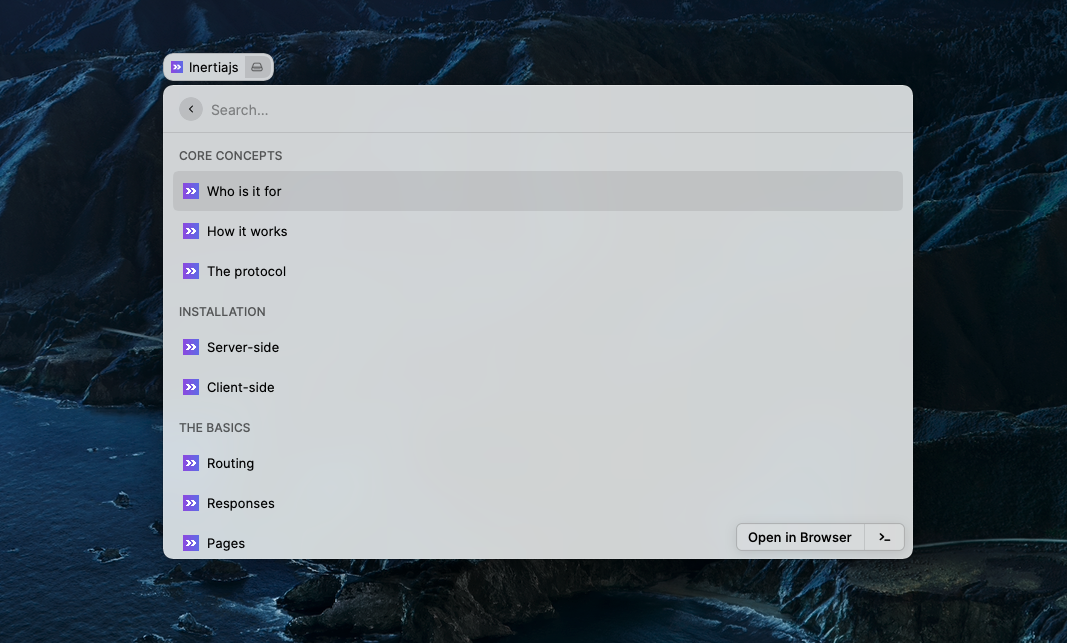 Inertiajs
Search...
CORE CONCEPTS
Who is it for
How it works
The protocol
INSTALLATION
Server-side
Client-side
THE BASICS
Routing
Responses
Pages
Open in Browser